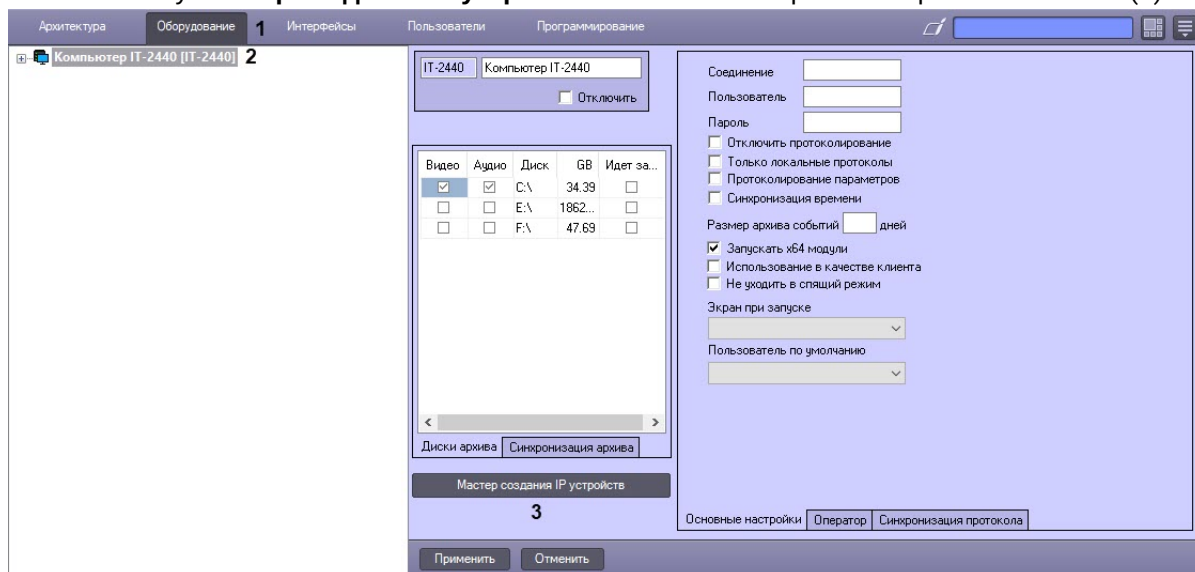 Архитектура Оборудование 1 Интерфейсы Пользователи Программирование
Компьютер IT-2440 [IT-2440] 2
IT-2440 Компьютер IT-2440
Отключить
Видео Аудио Диск GB Идет за...
C:\ 34.39
E:\ 1862...
F:\ 47.69
Диски архива Синхронизация архива
Мастер создания IP устройств
3
Соединение
Пользователь
Пароль
Отключить протоколирование
Только локальные протоколы
Протоколирование параметров
Синхронизация времени
Размер архива событий дней
Запускать x64 модули
Использование в качестве клиента
Не уходить в спящий режим
Экран при запуске
Пользователь по умолчанию
Основные настройки Оператор Синхронизация протокола
Применить Отменить